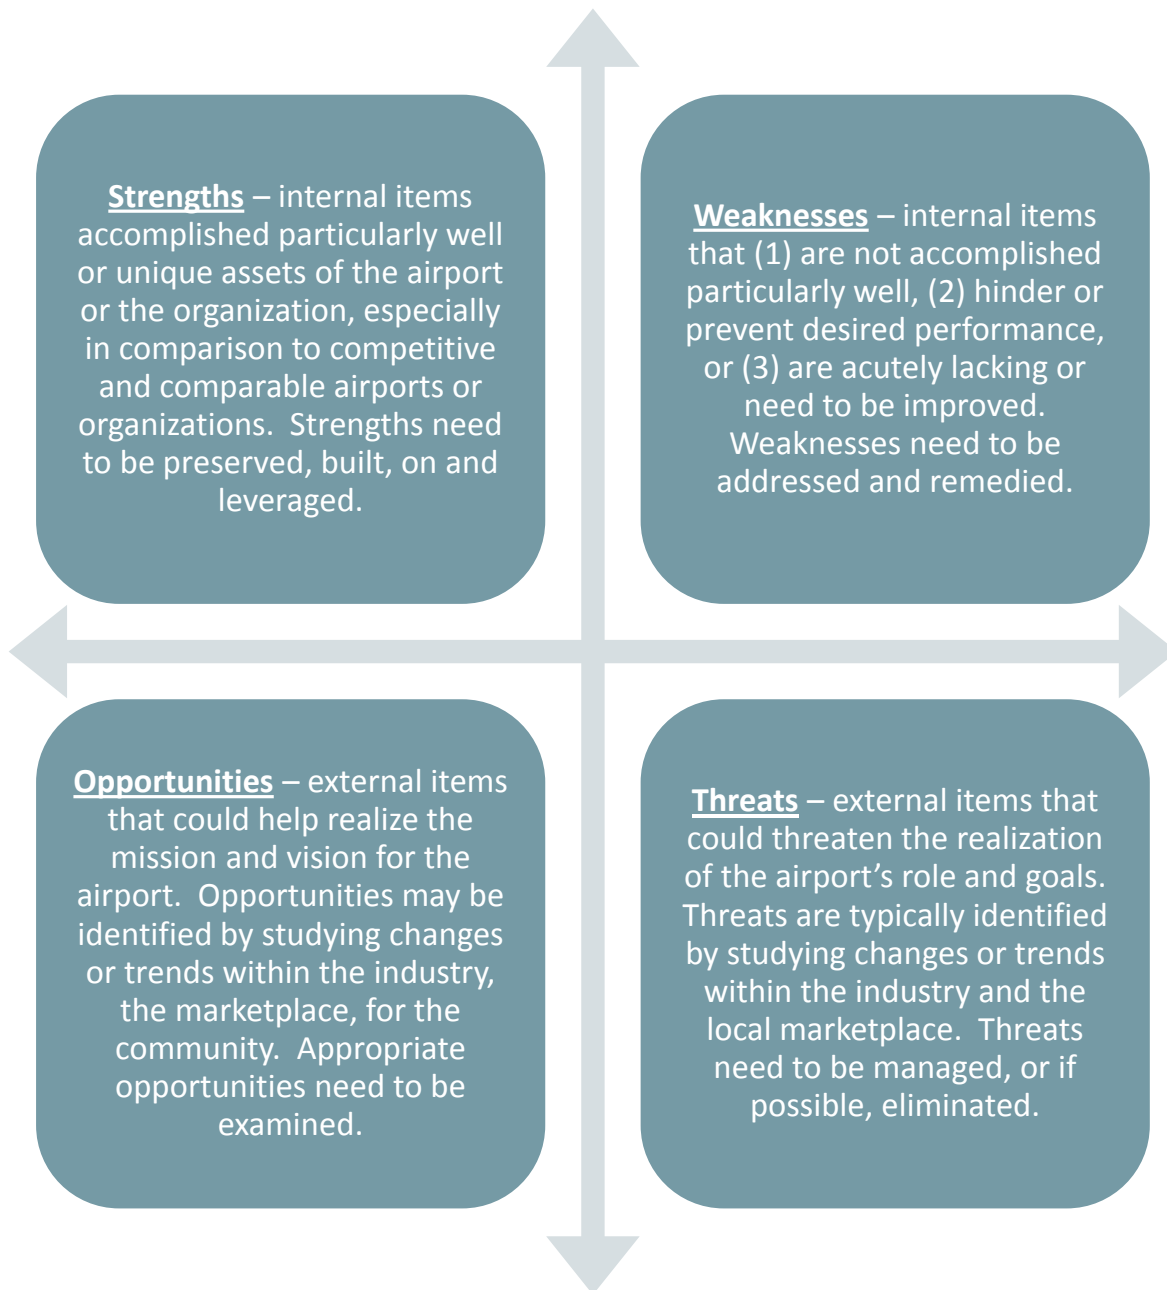 Strengths – internal items
accomplished particularly well
or unique assets of the airport
or the organization, especially
in comparison to competitive
and comparable airports or
organizations.  Strengths need
to be preserved, built, on and
leveraged.
Weaknesses – internal items
that (1) are not accomplished
particularly well, (2) hinder or
prevent desired performance,
or (3) are acutely lacking or
need to be improved.
Weaknesses need to be
addressed and remedied.
Opportunities – external items
that could help realize the
mission and vision for the
airport.  Opportunities may be
identified by studying changes
or trends within the industry,
the marketplace, for the
community.  Appropriate
opportunities need to be
examined.
Threats – external items that
could threaten the realization
of the airport’s role and goals.
Threats are typically identified
by studying changes or trends
within the industry and the
local marketplace.  Threats
need to be managed, or if
possible, eliminated.